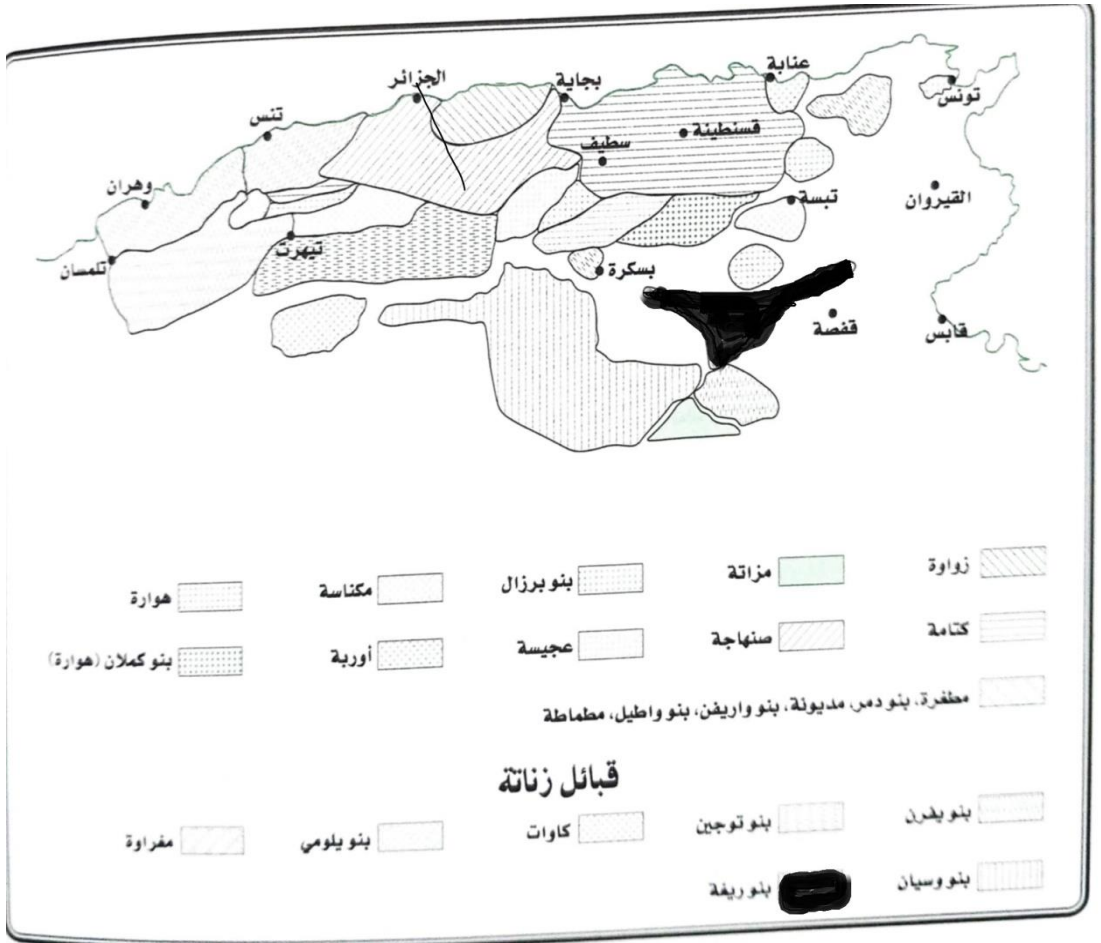 عنابة
بجاية
الجزائر
تونس
تنس
قسنطينة
سطيف
وهران
القيروان
تبسة
تيهرت
تلمسان
بسكرة
قفصة
قابس
زواوة
مزاتة
بنو برزال
مكناسة
هوارة
كتامة
صنهاجة
عجيسة
أوربة
بنو كملان (هوارة)
مطغرة، بنو دمر، مديونة، بنو واريفن، بنو واطيل، مطماطة
قبائل زناتة
بنو يفرن
بنو توجين
كاوات
بنو يلومي
مغراوة
بنو وسيان
بنو ريغة